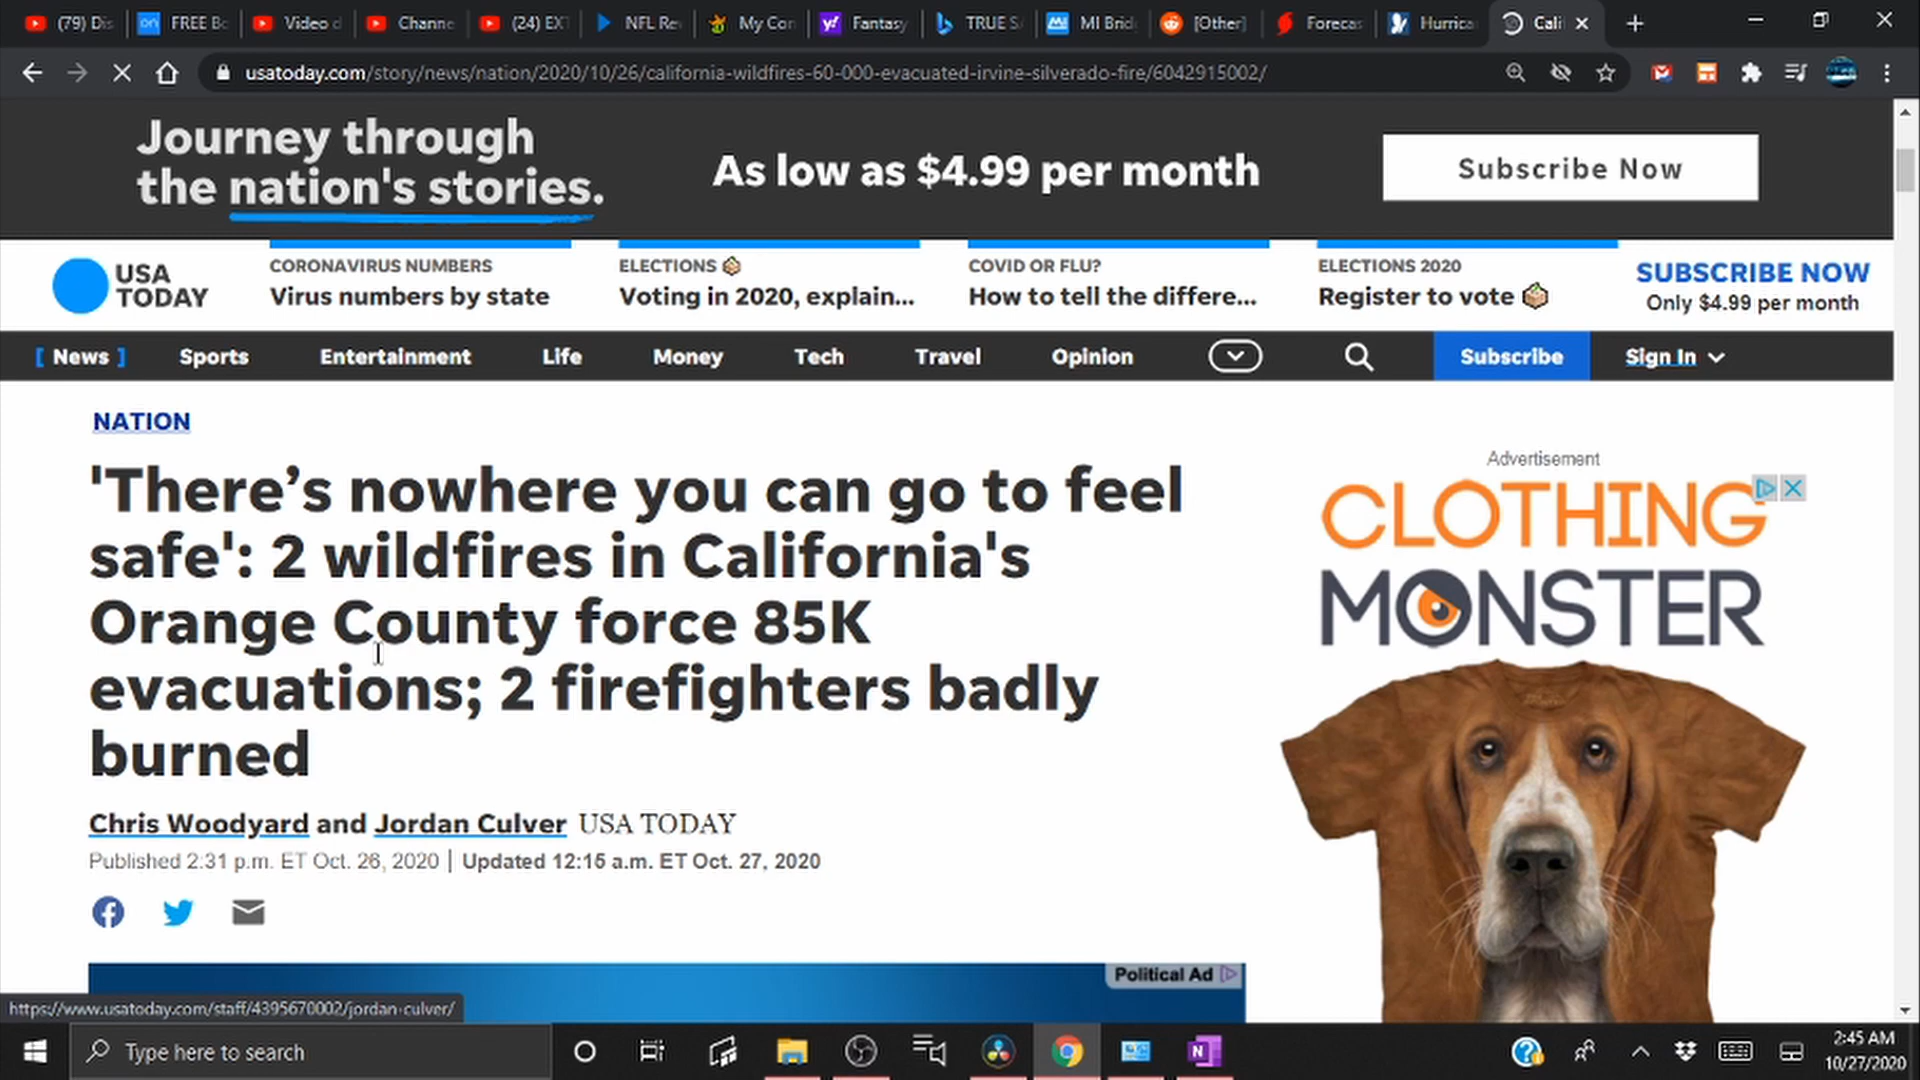 (79) Dis
FREE Bo
Video d
Channe
(24) EXT
NFL Rev
My Con
Fantasy
TRUE S
MI Bridg
[Other]
Forecas
Hurrica
Cali
usatoday.com/story/news/nation/2020/10/26/california-wildfires-60-000-evacuated-irvine-silverado-fire/6042915002/
Journey through
the nation's stories.
As low as $4.99 per month
Subscribe Now
USA
TODAY
CORONAVIRUS NUMBERS
Virus numbers by state
ELECTIONS
Voting in 2020, explain...
COVID OR FLU?
How to tell the differe...
ELECTIONS 2020
Register to vote
SUBSCRIBE NOW
Only $4.99 per month
[ News ]
Sports
Entertainment
Life
Money
Tech
Travel
Opinion
Subscribe
Sign In
NATION
'There’s nowhere you can go to feel
safe': 2 wildfires in California's
Orange County force 85K
evacuations; 2 firefighters badly
burned
Chris Woodyard and Jordan Culver USA TODAY
Published 2:31 p.m. ET Oct. 26, 2020 | Updated 12:15 a.m. ET Oct. 27, 2020
Advertisement
CLOTHING
MONSTER
Political Ad
https://www.usatoday.com/staff/4395670002/jordan-culver/
Type here to search
2:45 AM
10/27/2020